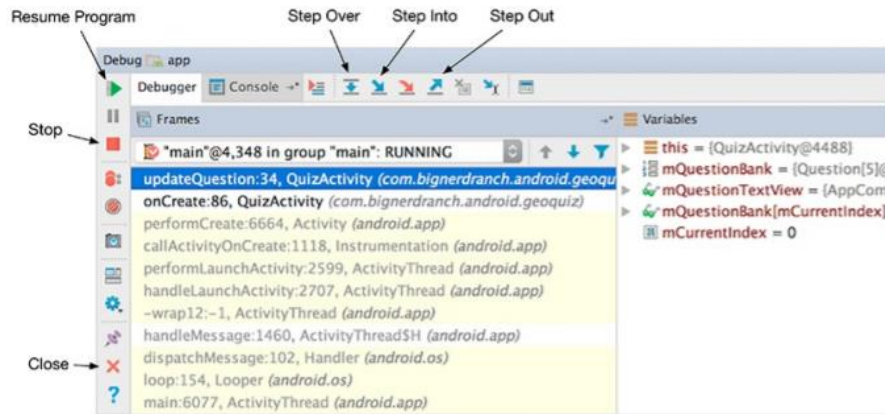 Resume Program
Step Over
Step Into
Step Out
Stop
Close
Debug app
Debugger Console
Frames
Variables
"main"@4,348 in group "main": RUNNING
updateQuestion:34, QuizActivity (com.bignerdranch.android.geoqu
onCreate:86, QuizActivity (com.bignerdranch.android.geoquiz)
performCreate:6664, Activity (android.app)
callActivityOnCreate:1118, Instrumentation (android.app)
performLaunchActivity:2599, ActivityThread (android.app)
handleLaunchActivity:2707, ActivityThread (android.app)
-wrap12:-1, ActivityThread (android.app)
handleMessage:1460, ActivityThread$H (android.app)
dispatchMessage:102, Handler (android.os)
loop:154, Looper (android.os)
main:6077, ActivityThread (android.app)
this = {QuizActivity@4488}
mQuestionBank = {Question[5]@
mQuestionTextView = {AppCom
mQuestionBank[mCurrentIndex]
mCurrentIndex = 0